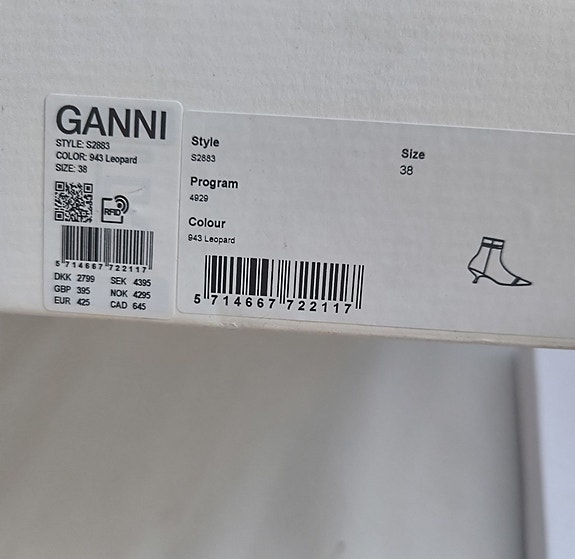 GANNI
STYLE: S2883
COLOR: 943 Leopard
SIZE: 38
RFID
5 714667 722117
DKK 2799 SEK 4395
GBP 395 NOK 4295
EUR 425 CAD 645
Style
S2883
Size
38
Program
4929
Colour
943 Leopard
5 714667 722117